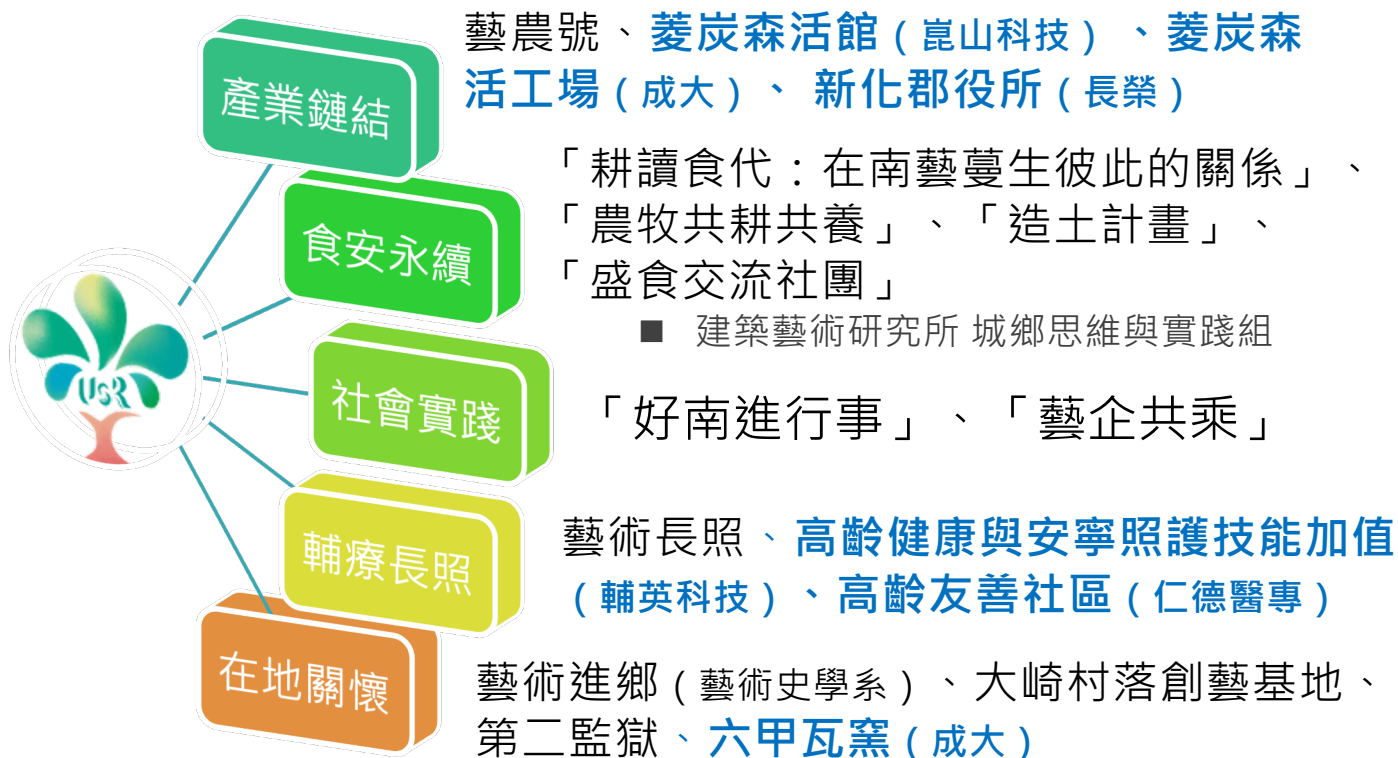 產業鏈結
藝農號、菱炭森活館(崑山科技)、菱炭森
活工場(成大)、 新化郡役所(長榮)
食安永續
「耕讀食代:在南藝蔓生彼此的關係」、
「農牧共耕共養」、「造土計畫」、
「盛食交流社團」
■ 建築藝術研究所 城鄉思維與實踐組
USR
社會實踐
「好南進行事」、「藝企共乘」
輔療長照
藝術長照、高齡健康與安寧照護技能加值
(輔英科技)、高齡友善社區(仁德醫專)
在地關懷
藝術進鄉(藝術史學系)、大崎村落創藝基地、
第二監獄、六甲瓦窯(成大)